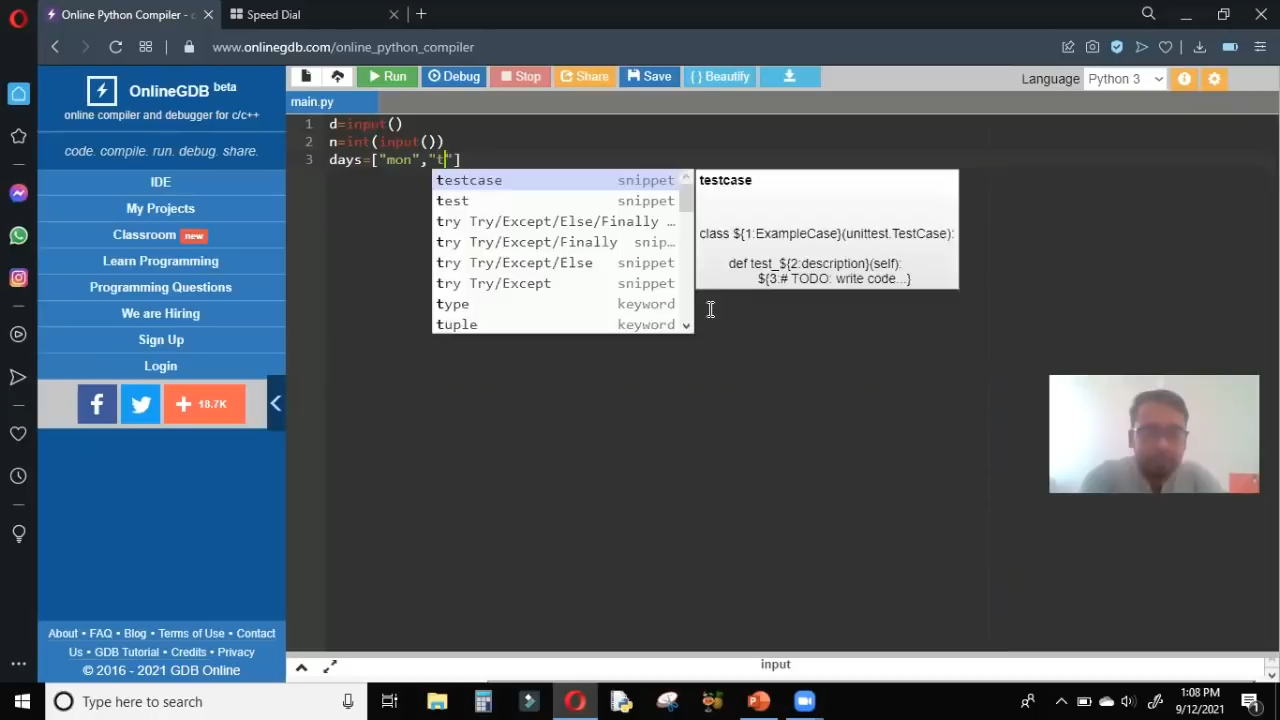 Online Python Compiler - c
Speed Dial
www.onlinegdb.com/online_python_compiler
OnlineGDB beta
online compiler and debugger for c/c++
code. compile. run. debug. share.
IDE
My Projects
Classroom new
Learn Programming
Programming Questions
We are Hiring
Sign Up
Login
18.7K
About • FAQ • Blog • Terms of Use • Contact
Us • GDB Tutorial • Credits • Privacy
© 2016 - 2021 GDB Online
Run
Debug
Stop
Share
Save
{ } Beautify
Language Python 3
main.py
1 d=input()
2 n=int(input())
3 days=["mon","t"]
testcase snippet
test snippet
try Try/Except/Else/Finally …
try Try/Except/Finally snip…
try Try/Except/Else snippet
try Try/Except snippet
type keyword
tuple keyword
testcase
class ${1:ExampleCase}(unittest.TestCase):
def test_${2:description}(self):
${3:# TODO: write code...}
input
Type here to search
1:08 PM
9/12/2021
1